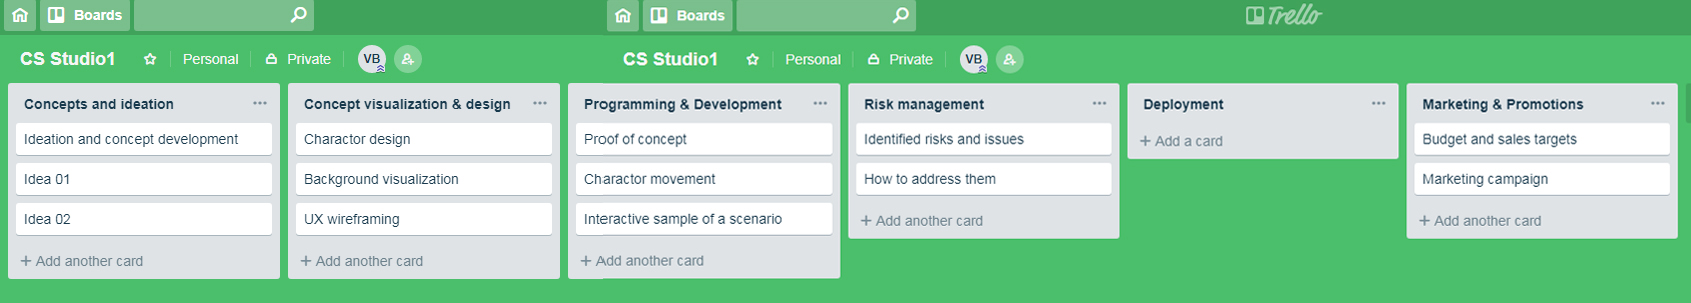 Boards
Boards
Trello
CS Studio1 Personal Private VB
CS Studio1 Personal Private VB
Concepts and ideation
Ideation and concept development
Idea 01
Idea 02
+ Add another card
Concept visualization & design
Charactor design
Background visualization
UX wireframing
+ Add another card
Programming & Development
Proof of concept
Charactor movement
Interactive sample of a scenario
+ Add another card
Risk management
Identified risks and issues
How to address them
+ Add another card
Deployment
+ Add a card
Marketing & Promotions
Budget and sales targets
Marketing campaign
+ Add another card